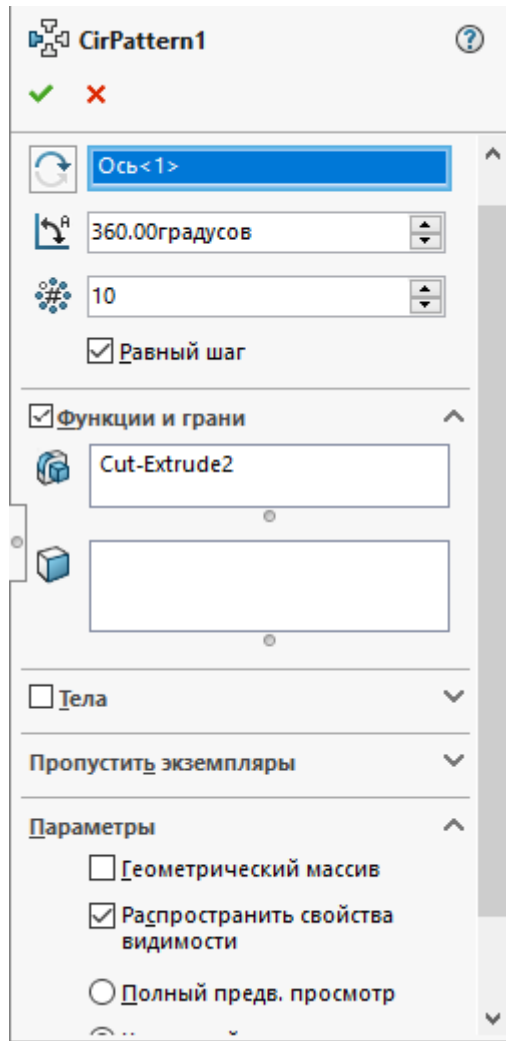 CirPattern1
Ось<1>
360.00градусов
10
Равный шаг
Функции и грани
Cut-Extrude2
Тела
Пропустить экземпляры
Параметры
Геометрический массив
Распространить свойства
видимости
Полный предв. просмотр